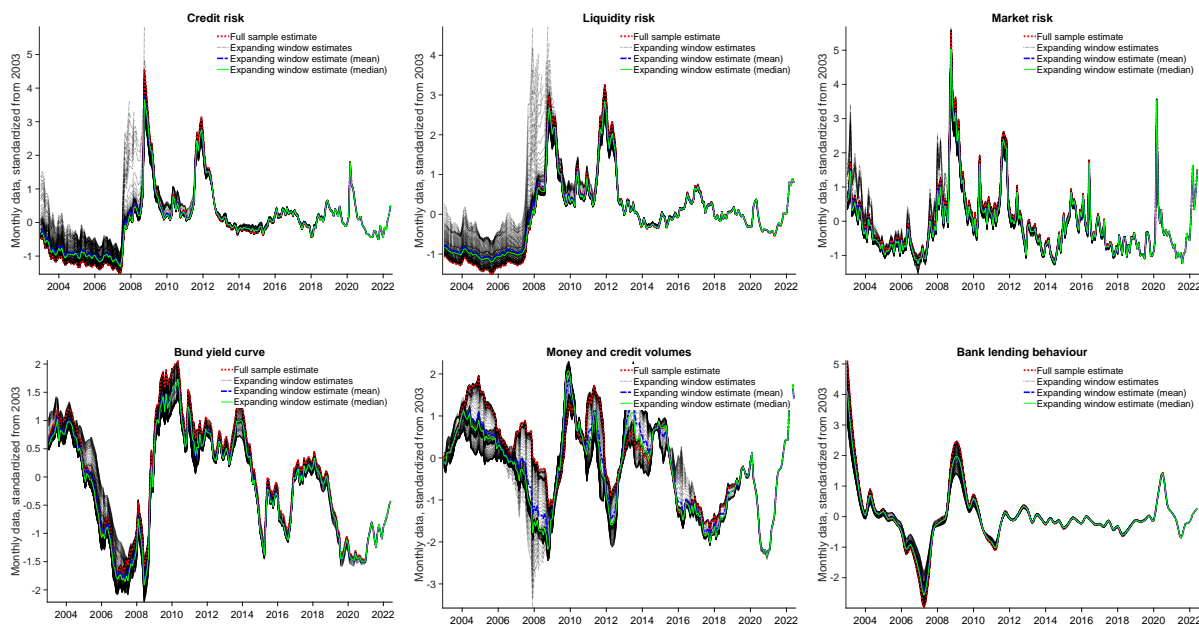 Credit risk
Liquidity risk
Market risk
Monthly data, standardized from 2003
5
4
3
2
1
0
-1
Full sample estimate
Expanding window estimates
Expanding window estimate (mean)
Expanding window estimate (median)
2004 2006 2008 2010 2012 2014 2016 2018 2020 2022
Monthly data, standardized from 2003
4
3
2
1
0
-1
Full sample estimate
Expanding window estimates
Expanding window estimate (mean)
Expanding window estimate (median)
2004 2006 2008 2010 2012 2014 2016 2018 2020 2022
Monthly data, standardized from 2003
5
4
3
2
1
0
-1
Full sample estimate
Expanding window estimates
Expanding window estimate (mean)
Expanding window estimate (median)
2004 2006 2008 2010 2012 2014 2016 2018 2020 2022
Bund yield curve
Money and credit volumes
Bank lending behaviour
Monthly data, standardized from 2003
2
1.5
1
0.5
0
-0.5
-1
-1.5
-2
Full sample estimate
Expanding window estimates
Expanding window estimate (mean)
Expanding window estimate (median)
2004 2006 2008 2010 2012 2014 2016 2018 2020 2022
Monthly data, standardized from 2003
2
1
0
-1
-2
-3
Full sample estimate
Expanding window estimates
Expanding window estimate (mean)
Expanding window estimate (median)
2004 2006 2008 2010 2012 2014 2016 2018 2020 2022
Monthly data, standardized from 2003
5
4
3
2
1
0
-1
-2
Full sample estimate
Expanding window estimates
Expanding window estimate (mean)
Expanding window estimate (median)
2004 2006 2008 2010 2012 2014 2016 2018 2020 2022